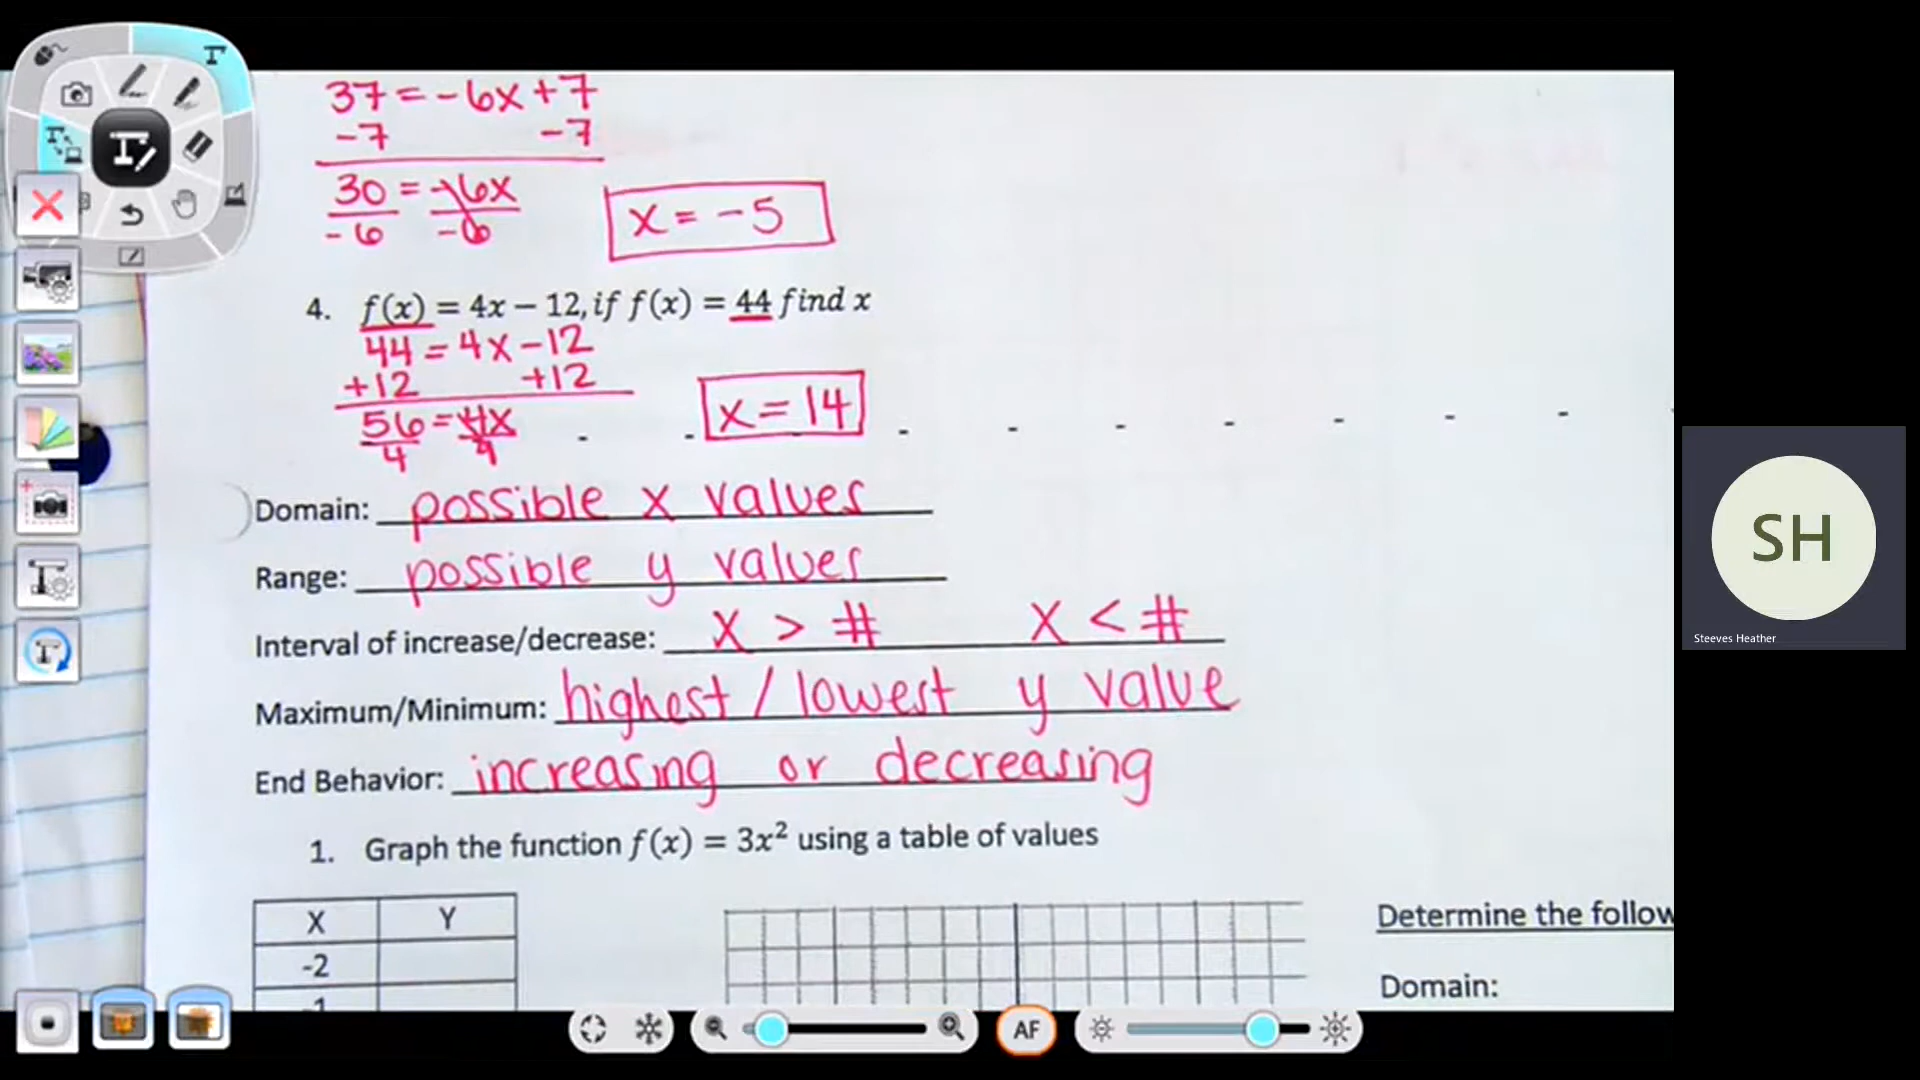 37 = -6x + 7
-7 -7
30 = -6x
-6 -6
x = -5
4. f(x) = 4x − 12, if f(x) = 44 find x
44 = 4x - 12
+12 +12
56 = 4x
4 4
x = 14
Domain: possible x values
Range: possible y values
Interval of increase/decrease: x > # x < #
Maximum/Minimum: highest / lowest y value
End Behavior: increasing or decreasing
1. Graph the function f(x) = 3x² using a table of values
X Y
-2
-1
Determine the follow
Domain:
SH
Steeves Heather
AF